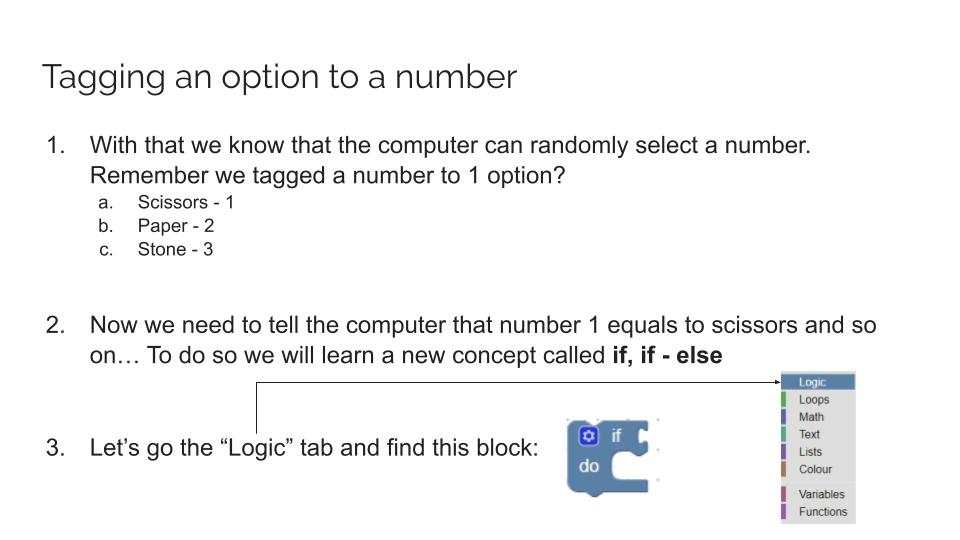 Tagging an option to a number
1. With that we know that the computer can randomly select a number.
Remember we tagged a number to 1 option?
a. Scissors - 1
b. Paper - 2
c. Stone - 3
2. Now we need to tell the computer that number 1 equals to scissors and so
on… To do so we will learn a new concept called if, if - else
3. Let’s go the “Logic” tab and find this block:
if
do
Logic
Loops
Math
Text
Lists
Colour
Variables
Functions